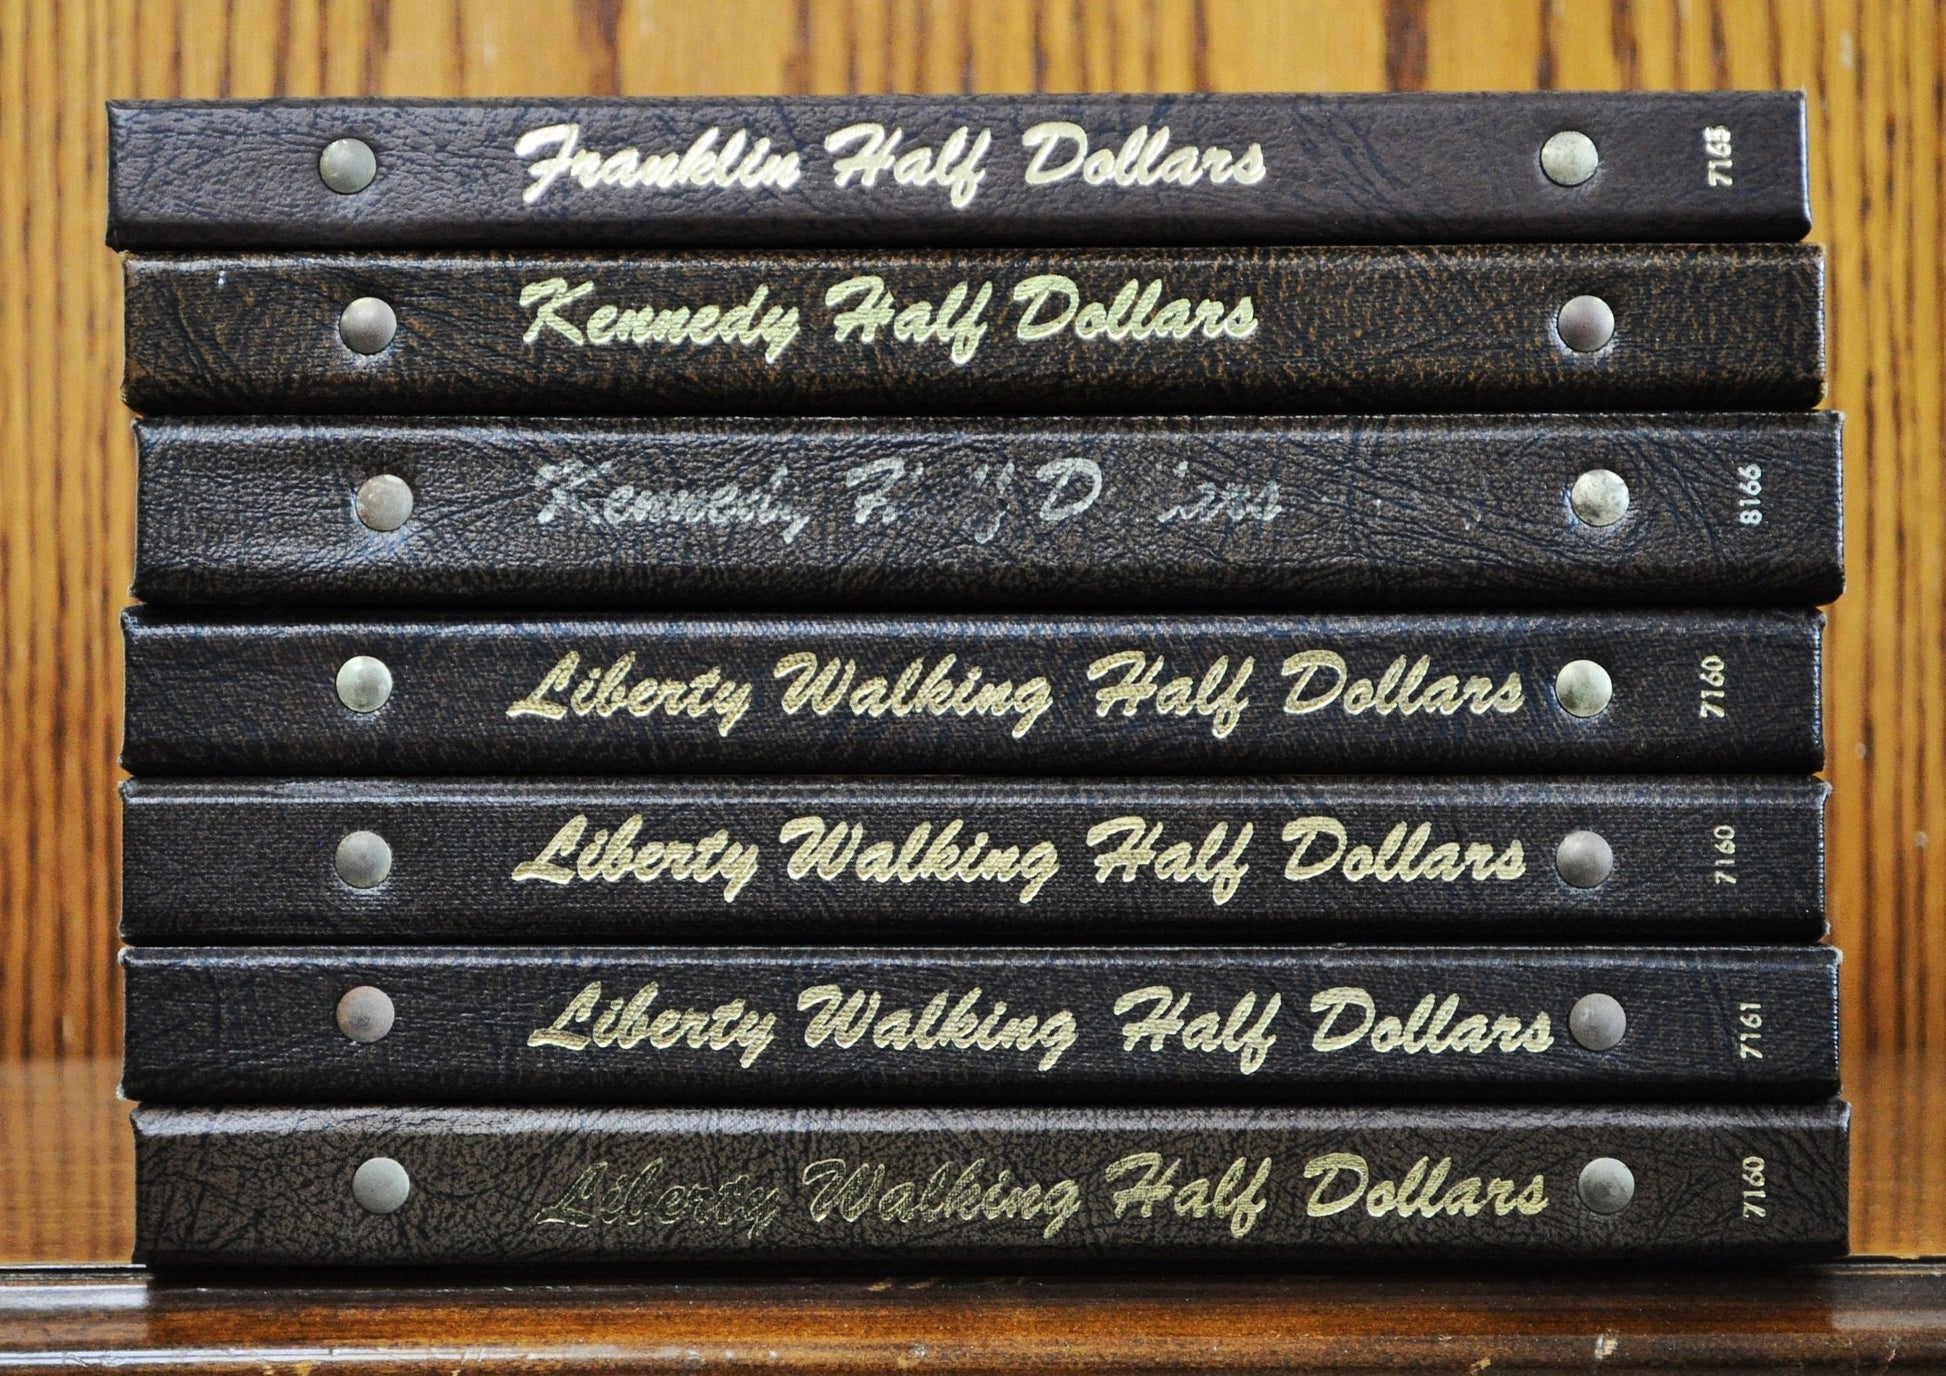 Franklin Half Dollars 7165
Kennedy Half Dollars
Kennedy D 8166
Liberty Walking Half Dollars 7160
Liberty Walking Half Dollars 7160
Liberty Walking Half Dollars 7161
Liberty Walking Half Dollars 7160